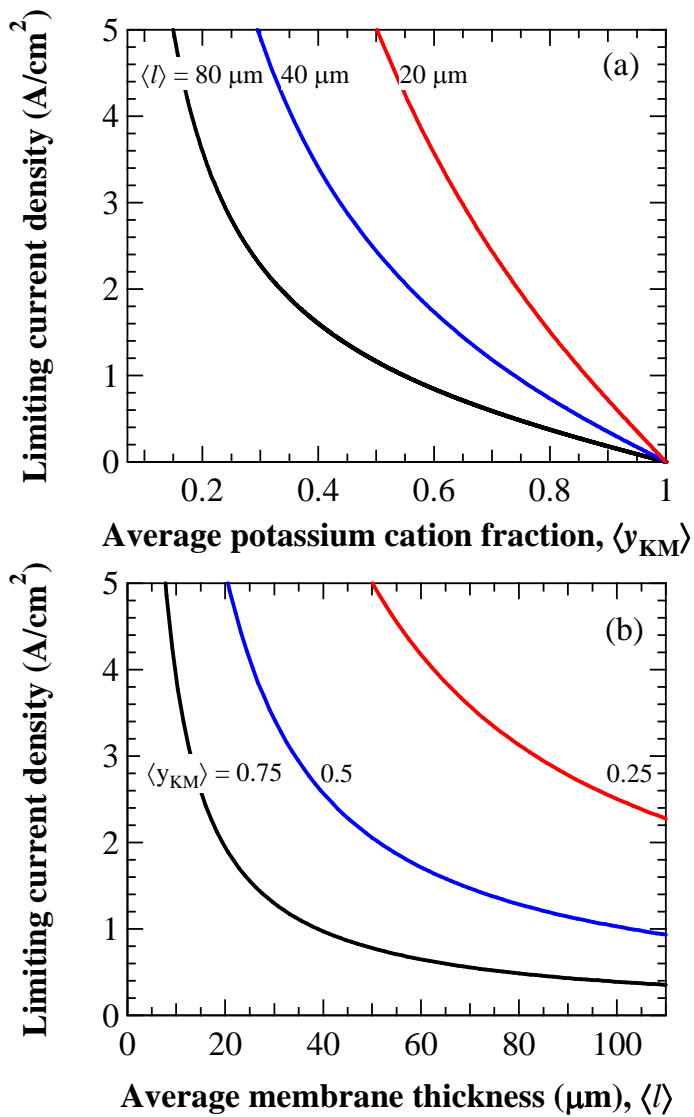 5
4
3
2
1
0
Limiting current density (A/cm²)
(a)
⟨l⟩ = 80 μm
40 μm
20 μm
0.2
0.4
0.6
0.8
1
Average potassium cation fraction, ⟨y_KM⟩
5
4
3
2
1
0
Limiting current density (A/cm²)
(b)
⟨y_KM⟩ = 0.75
0.5
0.25
0
20
40
60
80
100
Average membrane thickness (μm), ⟨l⟩